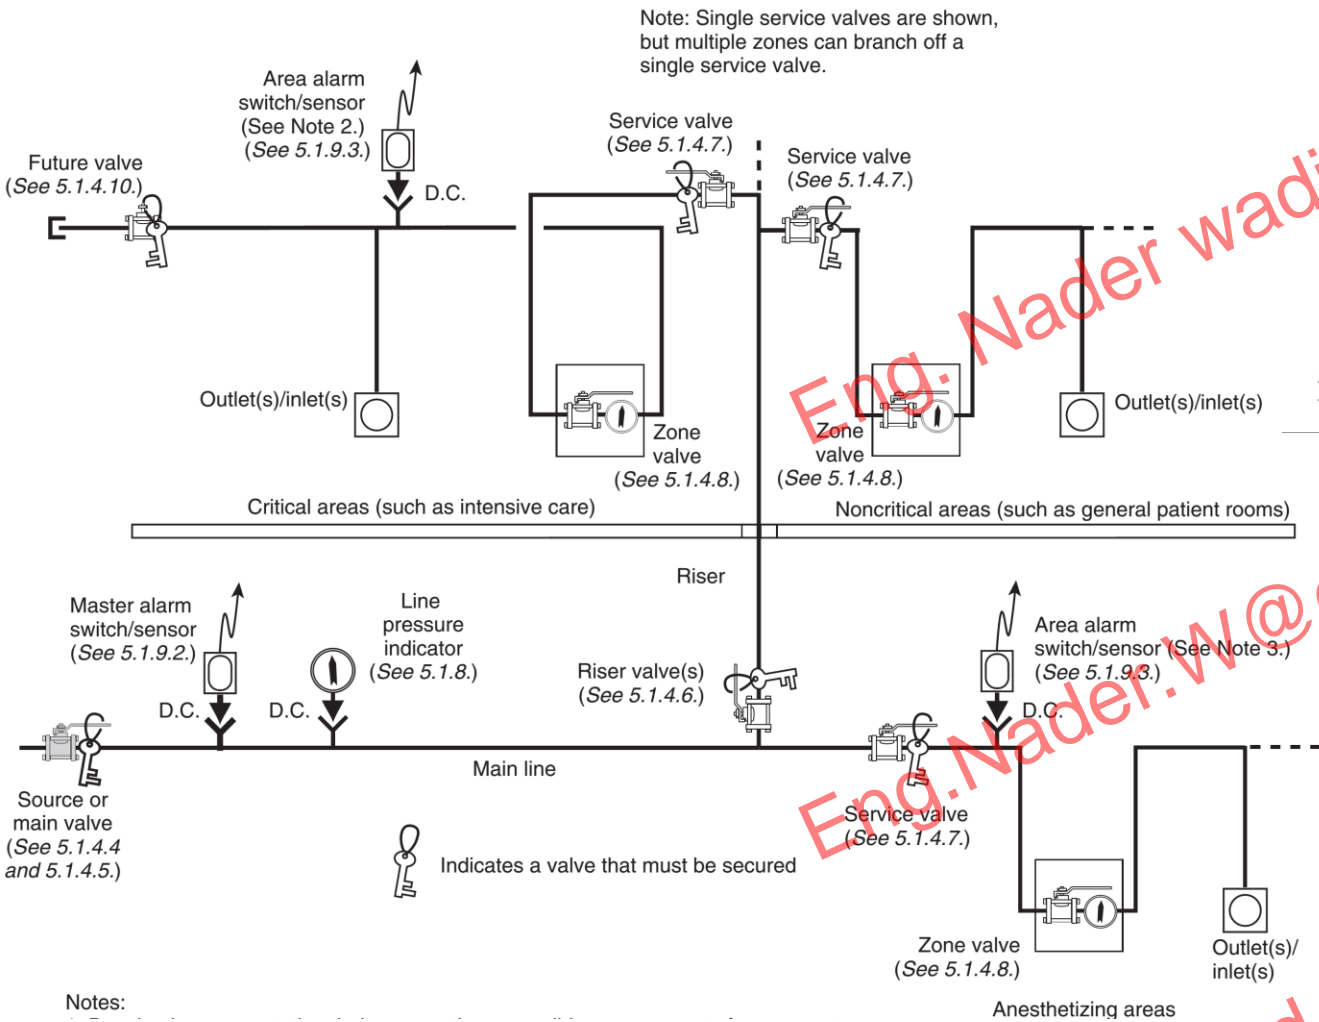 Note: Single service valves are shown,
but multiple zones can branch off a
single service valve.
Area alarm
switch/sensor
(See Note 2.)
(See 5.1.9.3.)
D.C.
Future valve
(See 5.1.4.10.)
Service valve
(See 5.1.4.7.)
Service valve
(See 5.1.4.7.)
Outlet(s)/inlet(s)
Zone
valve
(See 5.1.4.8.)
Zone
valve
(See 5.1.4.8.)
Outlet(s)/inlet(s)
Eng. Nader wadi
Critical areas (such as intensive care)
Noncritical areas (such as general patient rooms)
Riser
Master alarm
switch/sensor
(See 5.1.9.2.)
D.C.
Line
pressure
indicator
(See 5.1.8.)
D.C.
Riser valve(s)
(See 5.1.4.6.)
Area alarm
switch/sensor (See Note 3.)
(See 5.1.9.3.)
D.C.
Eng.Nader.W@
Main line
Source or
main valve
(See 5.1.4.4
and 5.1.4.5.)
Service valve
(See 5.1.4.7.)
Indicates a valve that must be secured
Zone valve
(See 5.1.4.8.)
Outlet(s)/
inlet(s)
Anesthetizing areas
Notes: